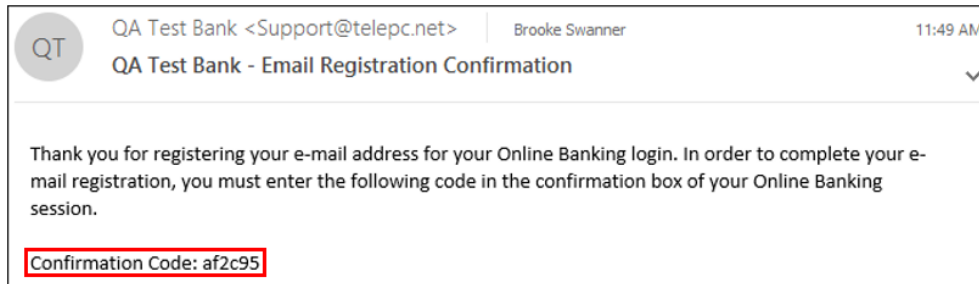 QT
QA Test Bank <Support@telepc.net>
Brooke Swanner
11:49 AM
QA Test Bank - Email Registration Confirmation
Thank you for registering your e-mail address for your Online Banking login. In order to complete your e-
mail registration, you must enter the following code in the confirmation box of your Online Banking
session.
Confirmation Code: af2c95